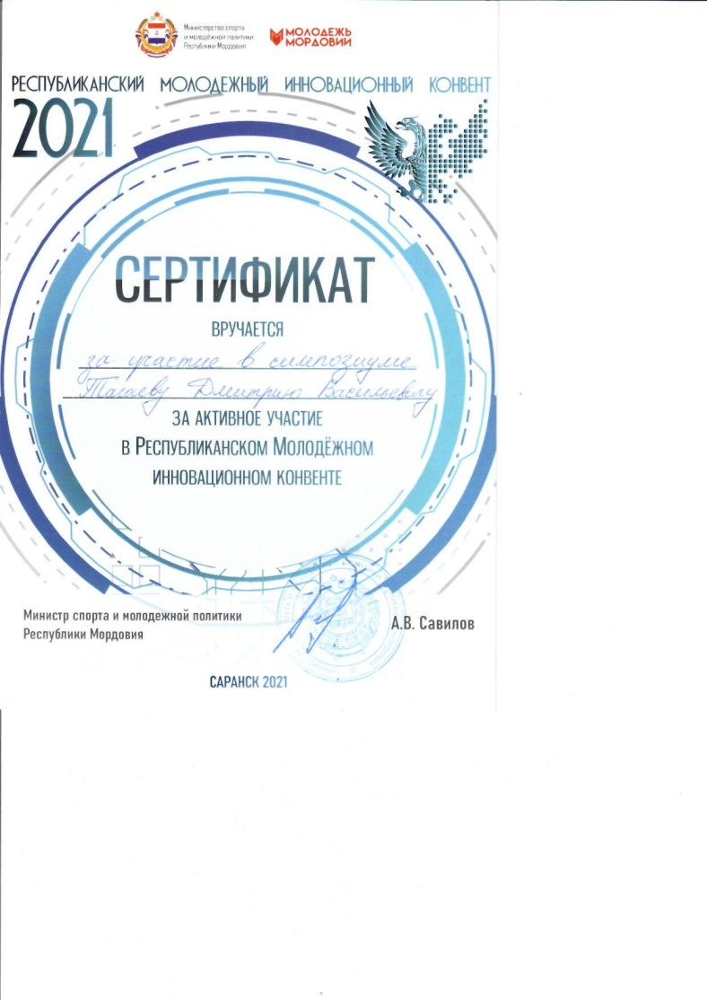 Министерство спорта
и молодёжной политики
Республики Мордовия
МОЛОДЕЖЬ
МОРДОВИИ
РЕСПУБЛИКАНСКИЙ МОЛОДЕЖНЫЙ ИННОВАЦИОННЫЙ КОНВЕНТ
2021
СЕРТИФИКАТ
ВРУЧАЕТСЯ
за участие в симпозиуме
Дмитрию Васильевичу
ЗА АКТИВНОЕ УЧАСТИЕ
В РЕСПУБЛИКАНСКОМ МОЛОДЁЖНОМ
ИННОВАЦИОННОМ КОНВЕНТЕ
Министр спорта и молодежной политики
Республики Мордовия
А.В. Савилов
САРАНСК 2021